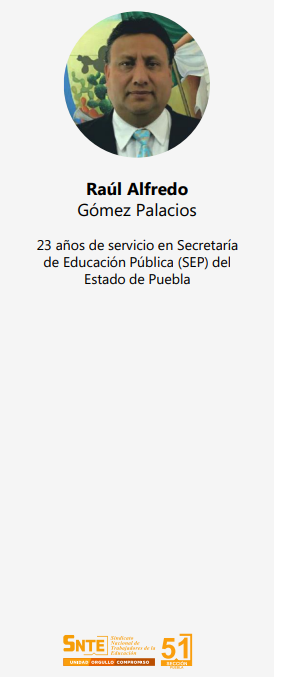 Raúl Alfredo
Gómez Palacios
23 años de servicio en Secretaría
de Educación Pública (SEP) del
Estado de Puebla
SNTE
Sindicato
Nacional de
Trabajadores de la
Educación
UNIDAD ORGULLO COMPROMISO
51
SECCIÓN
PUEBLA